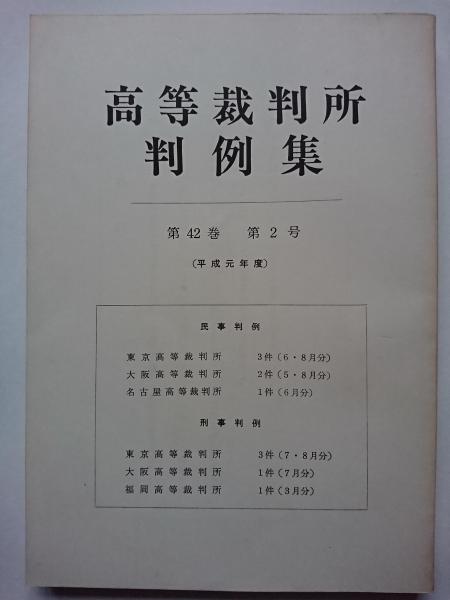 高等裁判所
判例集
第42巻 第2号
(平成元年度)
民事判例
東京高等裁判所 3件(6・8月分)
大阪高等裁判所 2件(5・8月分)
名古屋高等裁判所 1件(6月分)
刑事判例
東京高等裁判所 3件(7・8月分)
大阪高等裁判所 1件(7月分)
福岡高等裁判所 1件(3月分)